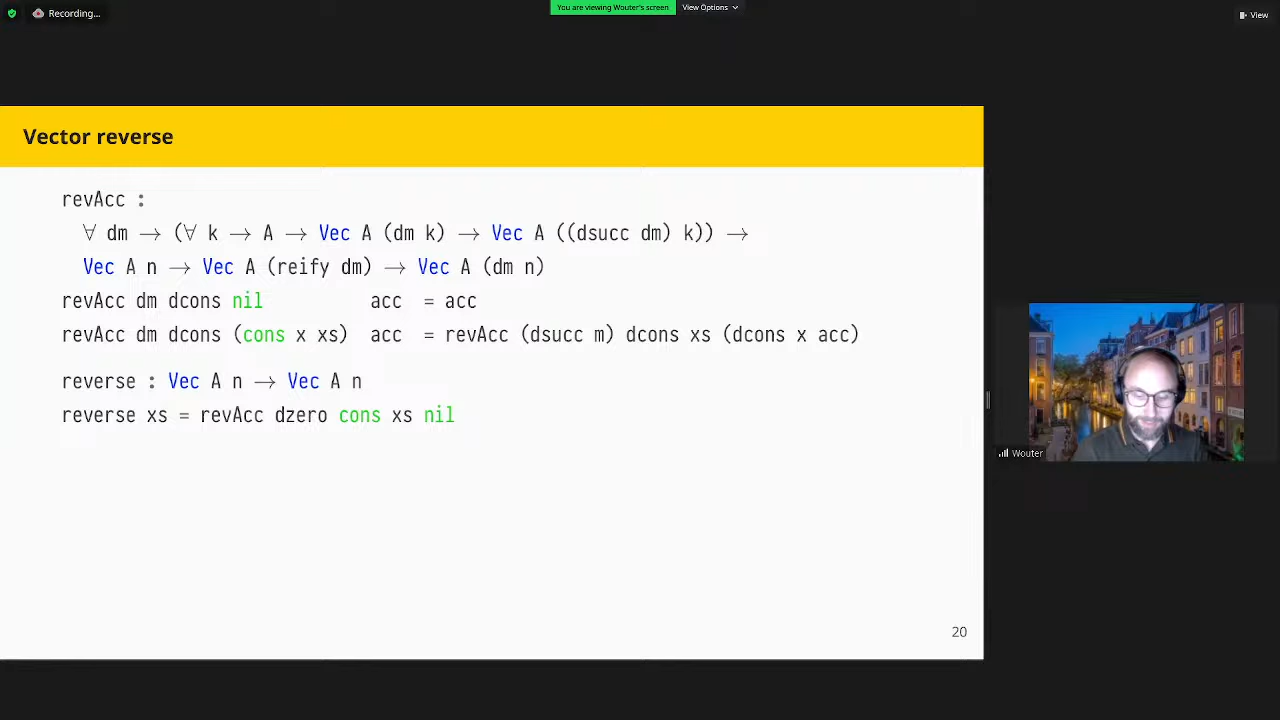 Recording...
You are viewing Wouter's screen
View Options
View
Vector reverse
revAcc :
∀ dm → (∀ k → A → Vec A (dm k) → Vec A ((dsucc dm) k)) →
Vec A n → Vec A (reify dm) → Vec A (dm n)
revAcc dm dcons nil acc = acc
revAcc dm dcons (cons x xs) acc = revAcc (dsucc m) dcons xs (dcons x acc)
reverse : Vec A n → Vec A n
reverse xs = revAcc dzero cons xs nil
Wouter
20